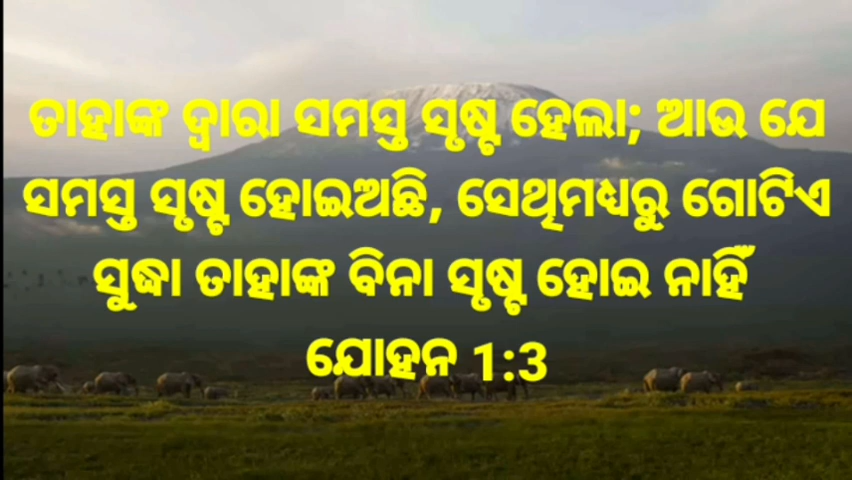 ତାହାଙ୍କ ଦ୍ୱାରା ସମସ୍ତ ସୃଷ୍ଟ ହେଲା; ଆଉ ଯେ
ସମସ୍ତ ସୃଷ୍ଟ ହୋଇଅଛି, ସେଥିମଧ୍ୟରୁ ଗୋଟିଏ
ସୁଦ୍ଧା ତାହାଙ୍କ ବିନା ସୃଷ୍ଟ ହୋଇ ନାହିଁ
ଯୋହନ 1:3